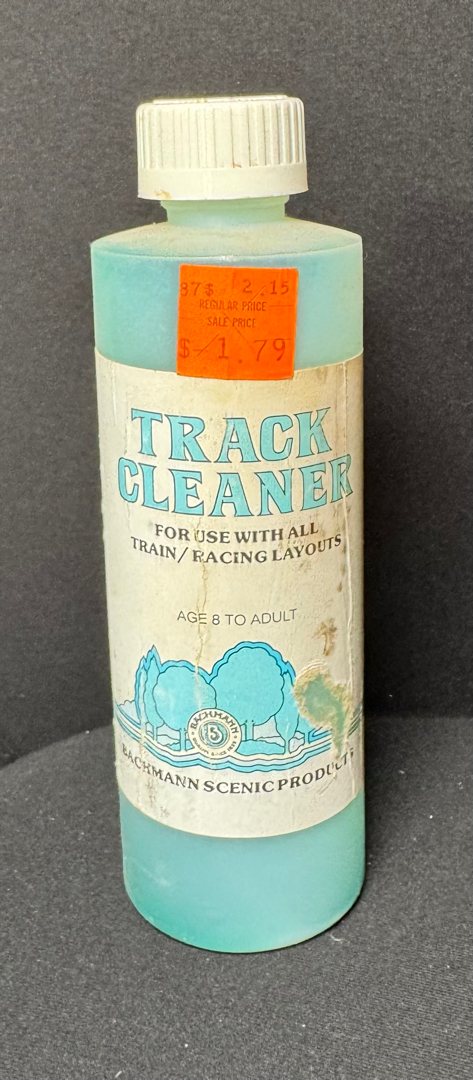 87$ 2.15
REGULAR PRICE
SALE PRICE
$ 1.79
TRACK
CLEANER
FOR USE WITH ALL
TRAIN/RACING LAYOUTS
AGE 8 TO ADULT
BACHMANN
B
BACHMANN SCENIC PRODUCTS